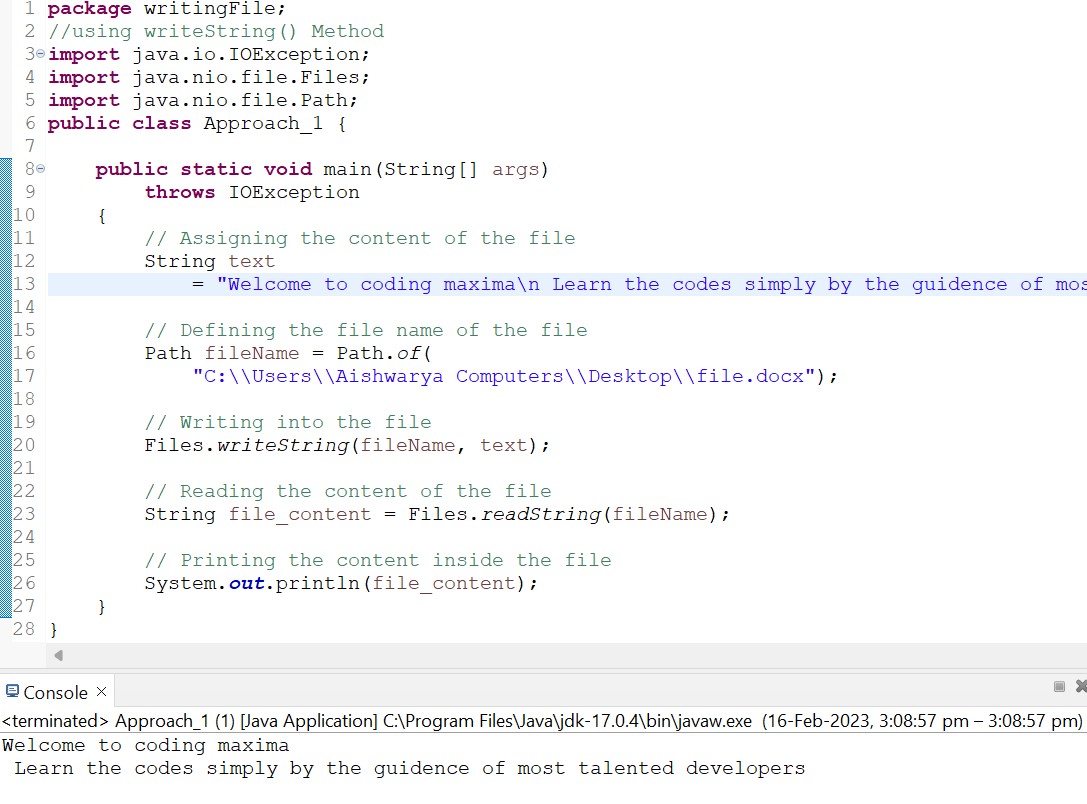 1 package writingFile;
2 //using writeString() Method
3 import java.io.IOException;
4 import java.nio.file.Files;
5 import java.nio.file.Path;
6 public class Approach_1 {
7
8     public static void main(String[] args)
9         throws IOException
10     {
11         // Assigning the content of the file
12         String text
13             = "Welcome to coding maxima\n Learn the codes simply by the guidence of mos
14
15         // Defining the file name of the file
16         Path fileName = Path.of(
17             "C:\\Users\\Aishwarya Computers\\Desktop\\file.docx");
18
19         // Writing into the file
20         Files.writeString(fileName, text);
21
22         // Reading the content of the file
23         String file_content = Files.readString(fileName);
24
25         // Printing the content inside the file
26         System.out.println(file_content);
27     }
28 }
Console
<terminated> Approach_1 (1) [Java Application] C:\Program Files\Java\jdk-17.0.4\bin\javaw.exe  (16-Feb-2023, 3:08:57 pm – 3:08:57 pm)
Welcome to coding maxima
 Learn the codes simply by the guidence of most talented developers